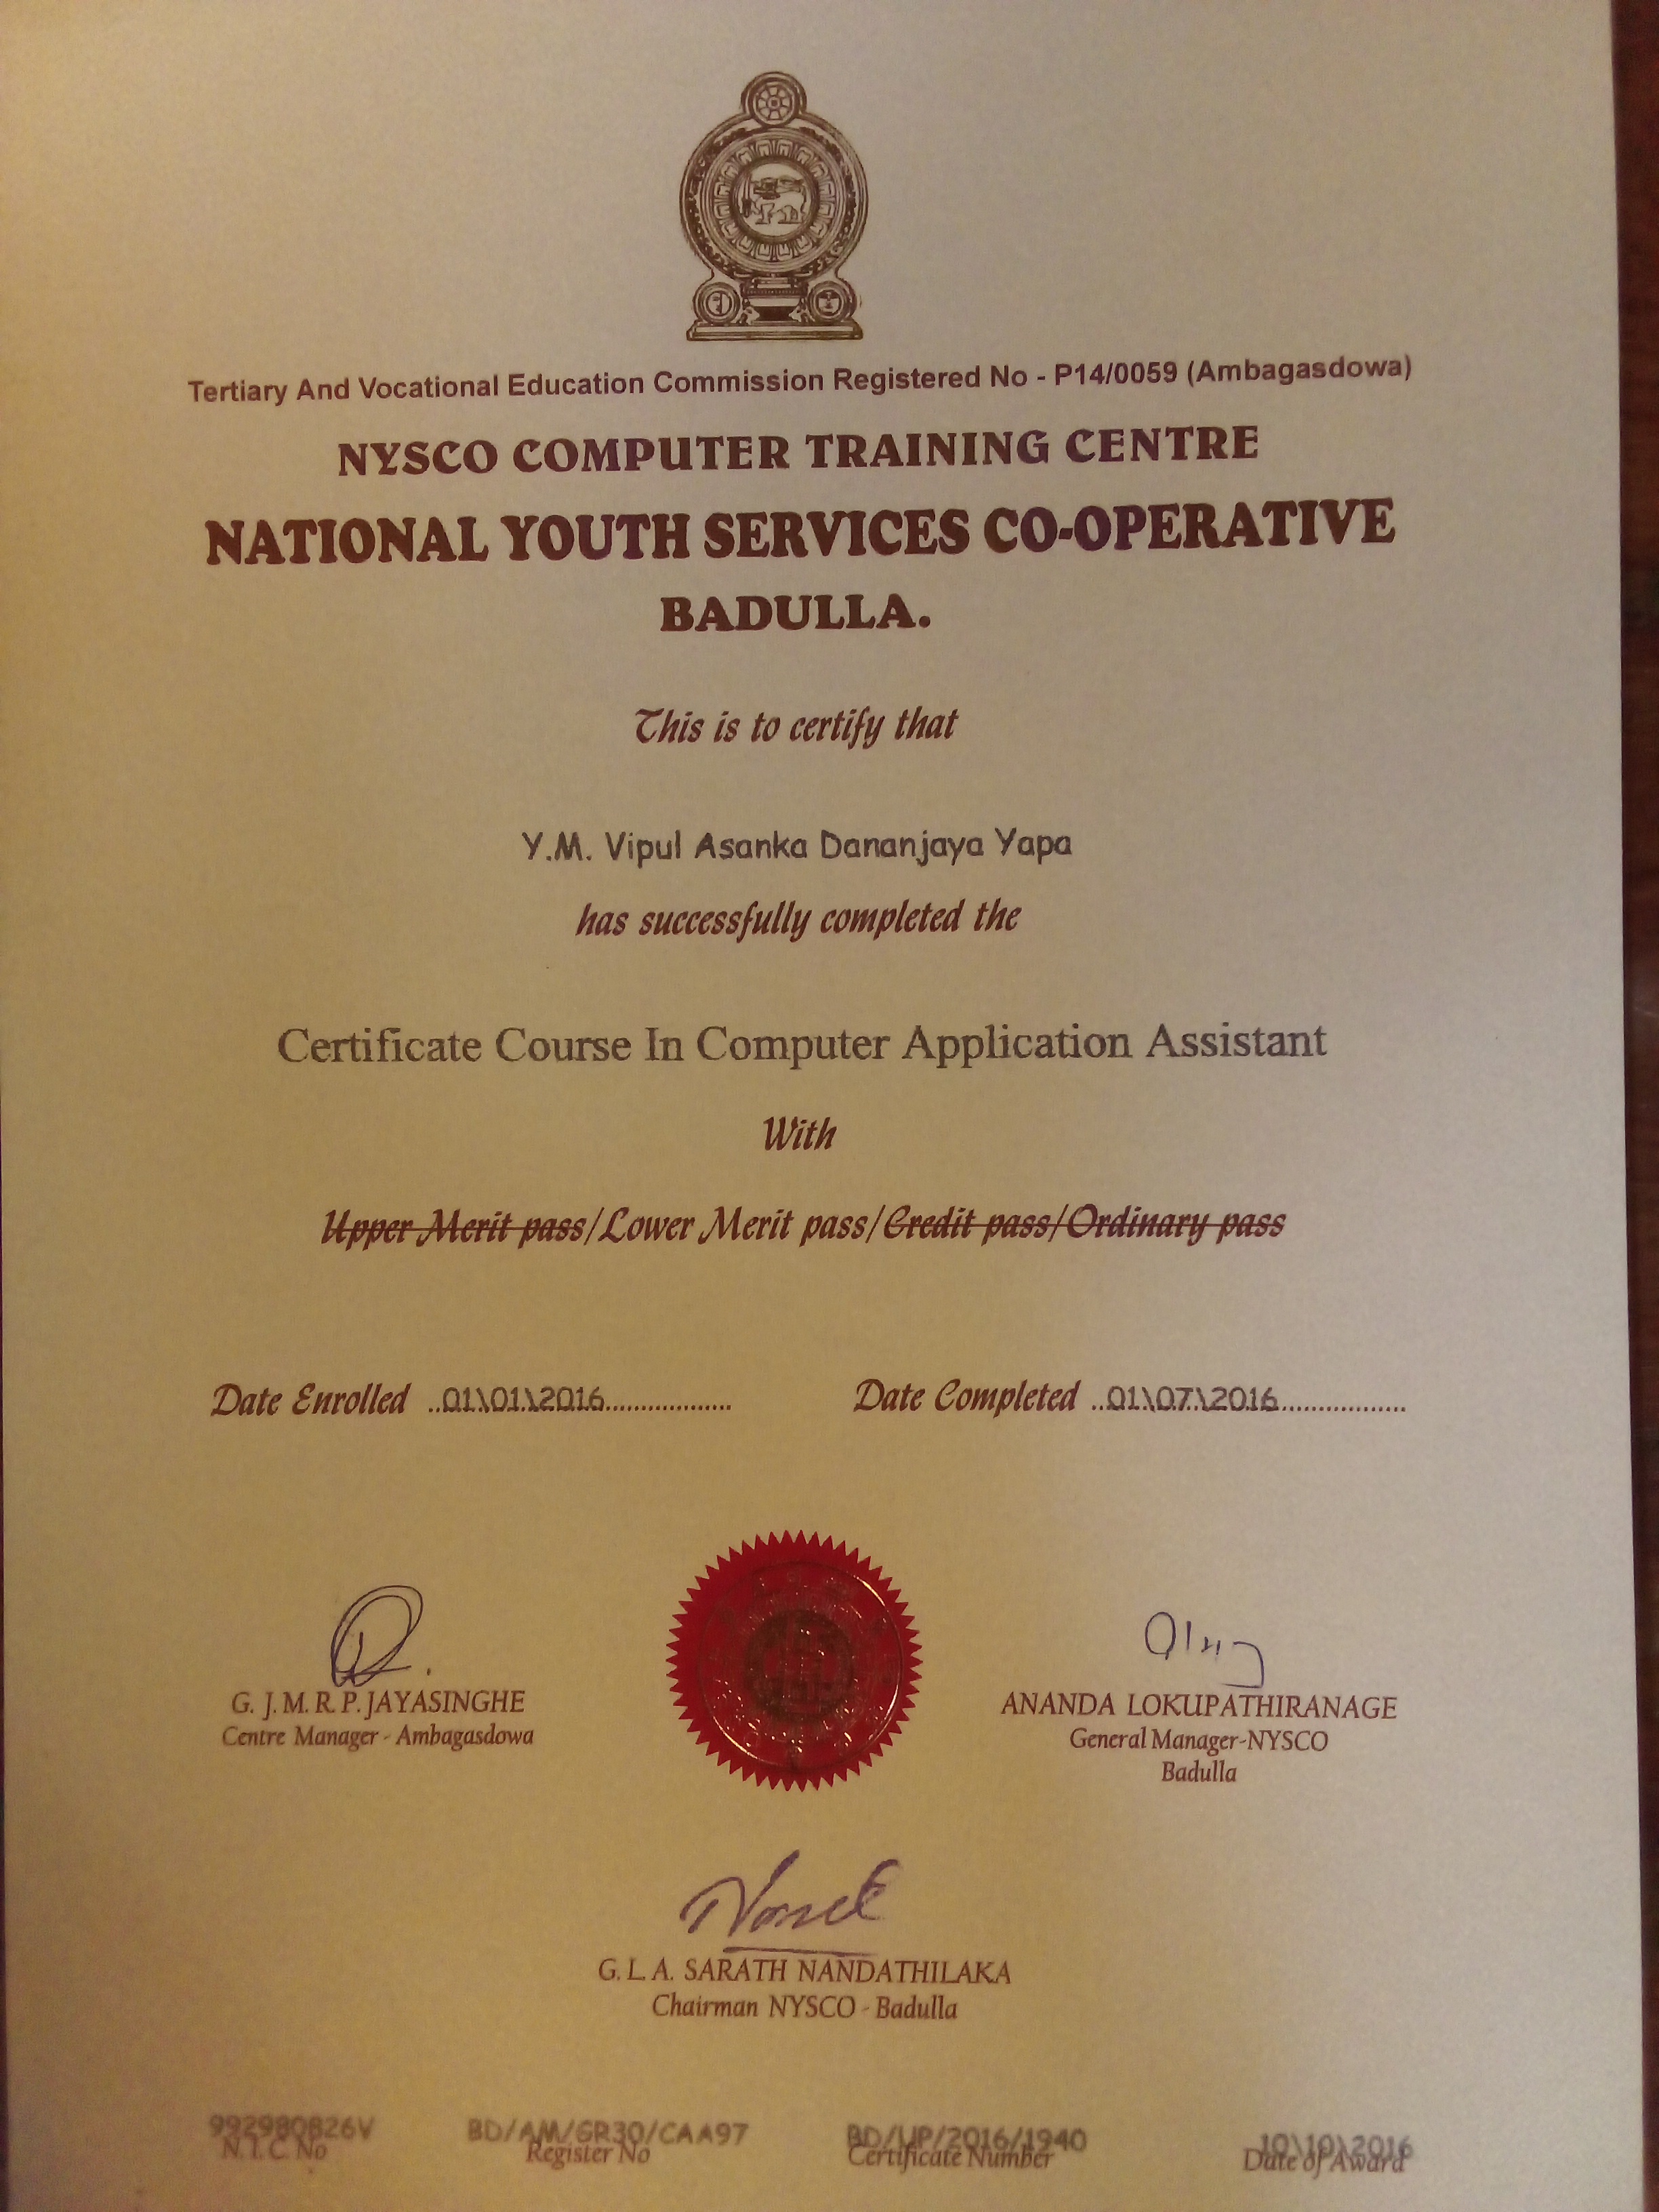 Tertiary And Vocational Education Commission Registered No - P14/0059 (Ambagasdowa)
NYSCO COMPUTER TRAINING CENTRE
NATIONAL YOUTH SERVICES CO-OPERATIVE
BADULLA.
This is to certify that
Y.M. Vipul Asanka Dananjaya Yapa
has successfully completed the
Certificate Course In Computer Application Assistant
With
Upper Merit pass/Lower Merit pass/Credit pass/Ordinary pass
Date Enrolled ..01\01\2016.................. Date Completed ..01\07\2016..................
G. J. M. R. P. JAYASINGHE
Centre Manager - Ambagasdowa
ANANDA LOKUPATHIRANAGE
General Manager-NYSCO
Badulla
G. L. A. SARATH NANDATHILAKA
Chairman NYSCO - Badulla
992980826V BD/AM/GR30/CAA97 BD/UP/2016/1940 10\10\2016
N.I.C. No Register No Certificate Number Date of Award